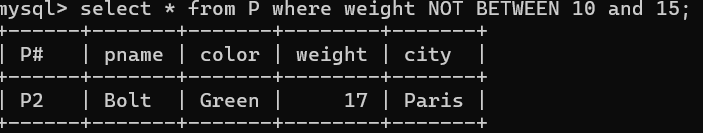 mysql> select * from P where weight NOT BETWEEN 10 and 15;
+------+-------+-------+--------+-------+
| P#   | pname | color | weight | city  |
+------+-------+-------+--------+-------+
| P2   | Bolt  | Green |     17 | Paris |
+------+-------+-------+--------+-------+